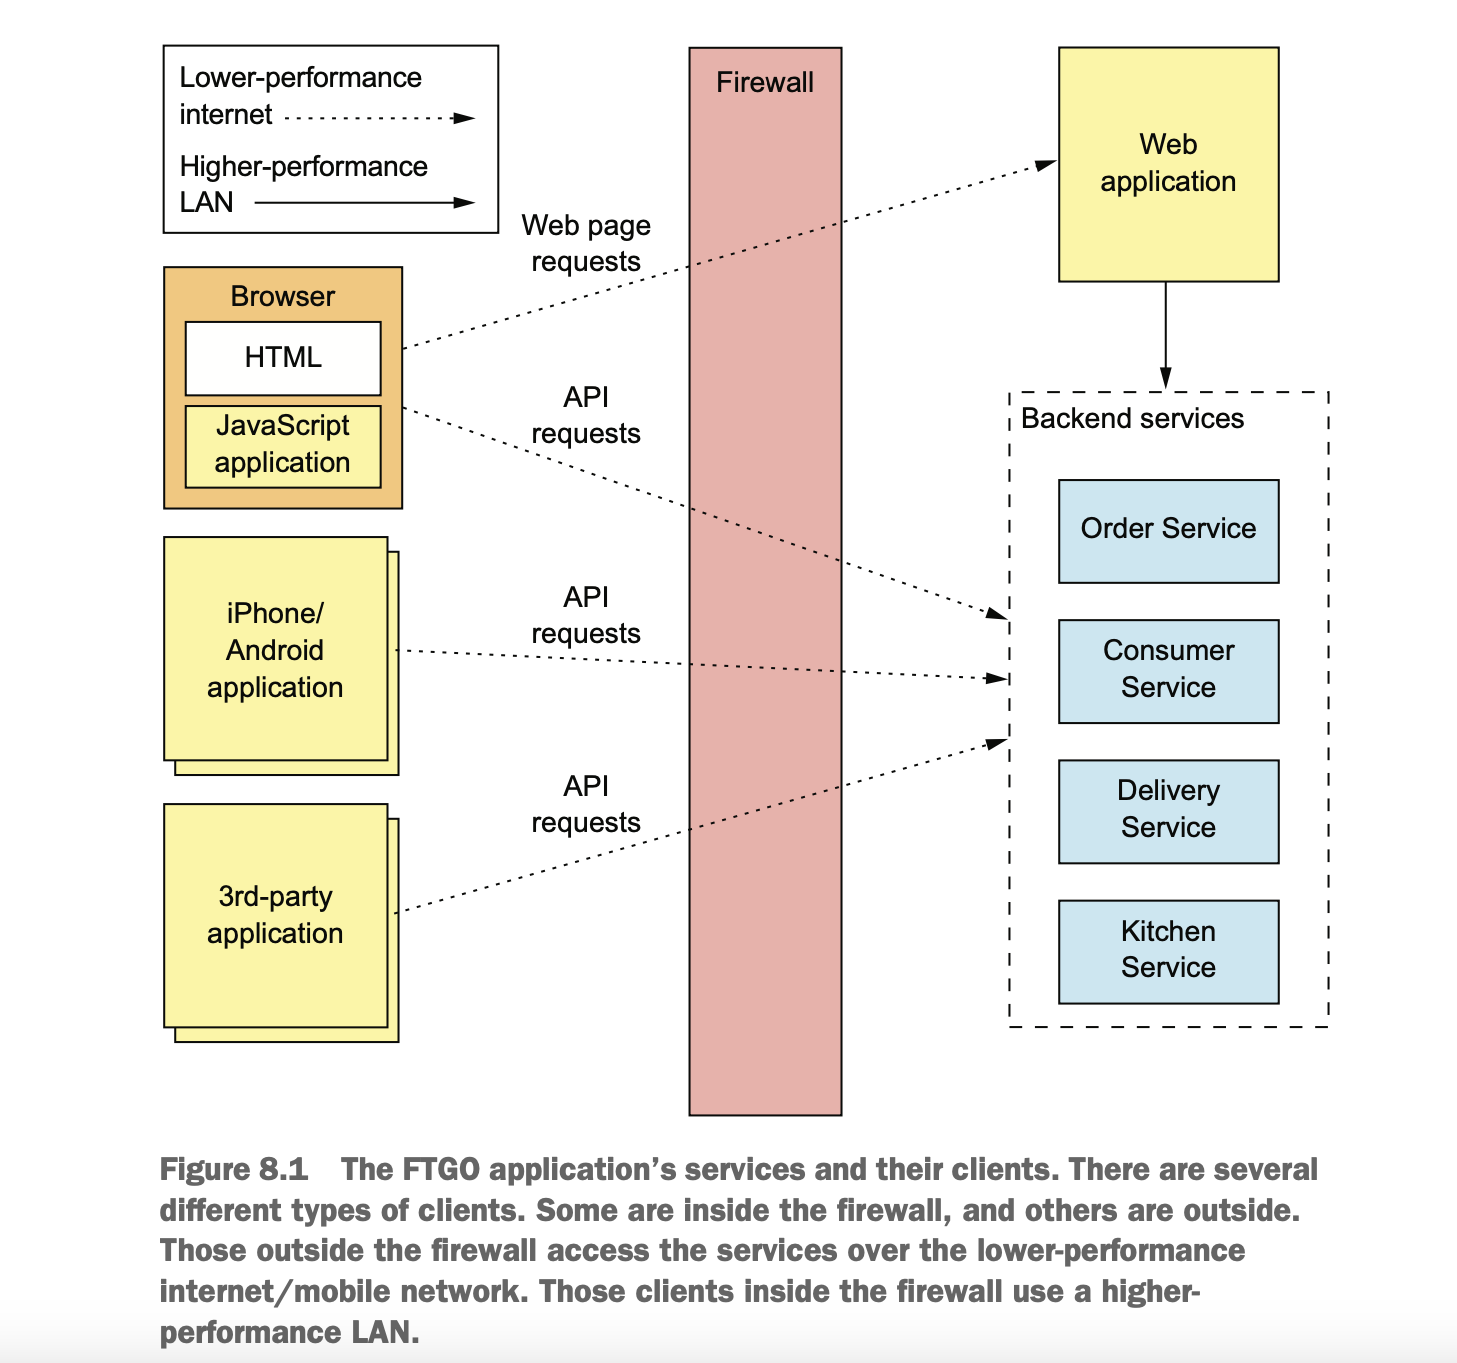 Lower-performance
internet
Higher-performance
LAN
Firewall
Web
application
Web page
requests
Browser
HTML
JavaScript
application
API
requests
Backend services
Order Service
iPhone/
Android
application
API
requests
Consumer
Service
API
requests
Delivery
Service
3rd-party
application
Kitchen
Service
Figure 8.1 The FTGO application’s services and their clients. There are several
different types of clients. Some are inside the firewall, and others are outside.
Those outside the firewall access the services over the lower-performance
internet/mobile network. Those clients inside the firewall use a higher-
performance LAN.